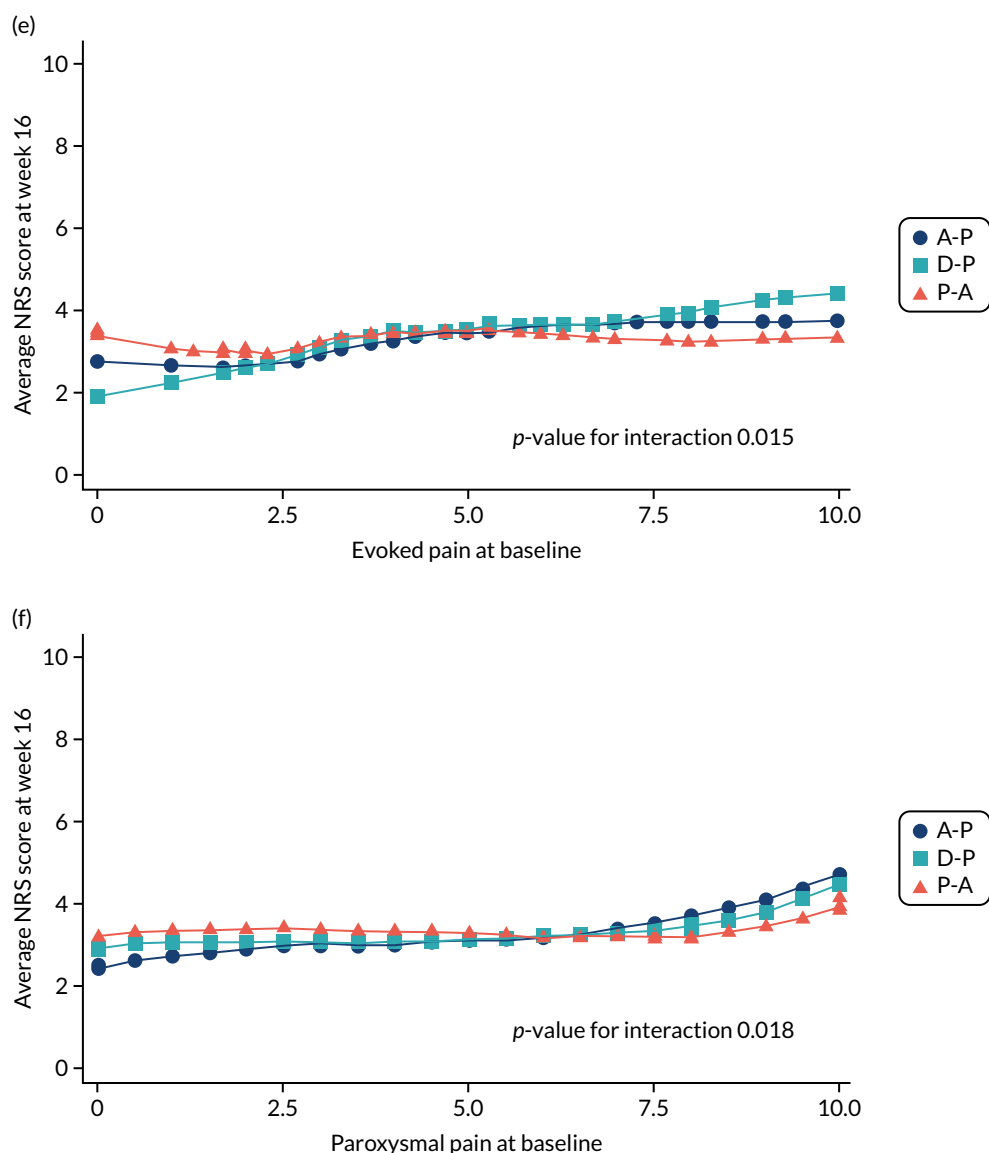 (e)
10
8
6
4
2
0
Average NRS score at week 16
0 2.5 5.0 7.5 10.0
Evoked pain at baseline
p-value for interaction 0.015
A-P
D-P
P-A
(f)
10
8
6
4
2
0
Average NRS score at week 16
0 2.5 5.0 7.5 10.0
Paroxysmal pain at baseline
p-value for interaction 0.018
A-P
D-P
P-A